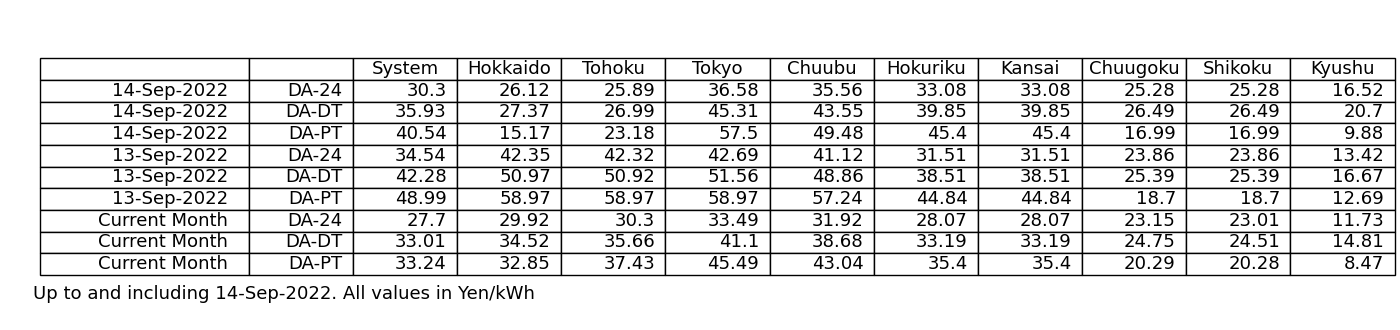 System Hokkaido Tohoku Tokyo Chuubu Hokuriku Kansai Chuugoku Shikoku Kyushu
14-Sep-2022 DA-24 30.3 26.12 25.89 36.58 35.56 33.08 33.08 25.28 25.28 16.52
14-Sep-2022 DA-DT 35.93 27.37 26.99 45.31 43.55 39.85 39.85 26.49 26.49 20.7
14-Sep-2022 DA-PT 40.54 15.17 23.18 57.5 49.48 45.4 45.4 16.99 16.99 9.88
13-Sep-2022 DA-24 34.54 42.35 42.32 42.69 41.12 31.51 31.51 23.86 23.86 13.42
13-Sep-2022 DA-DT 42.28 50.97 50.92 51.56 48.86 38.51 38.51 25.39 25.39 16.67
13-Sep-2022 DA-PT 48.99 58.97 58.97 58.97 57.24 44.84 44.84 18.7 18.7 12.69
Current Month DA-24 27.7 29.92 30.3 33.49 31.92 28.07 28.07 23.15 23.01 11.73
Current Month DA-DT 33.01 34.52 35.66 41.1 38.68 33.19 33.19 24.75 24.51 14.81
Current Month DA-PT 33.24 32.85 37.43 45.49 43.04 35.4 35.4 20.29 20.28 8.47
Up to and including 14-Sep-2022. All values in Yen/kWh